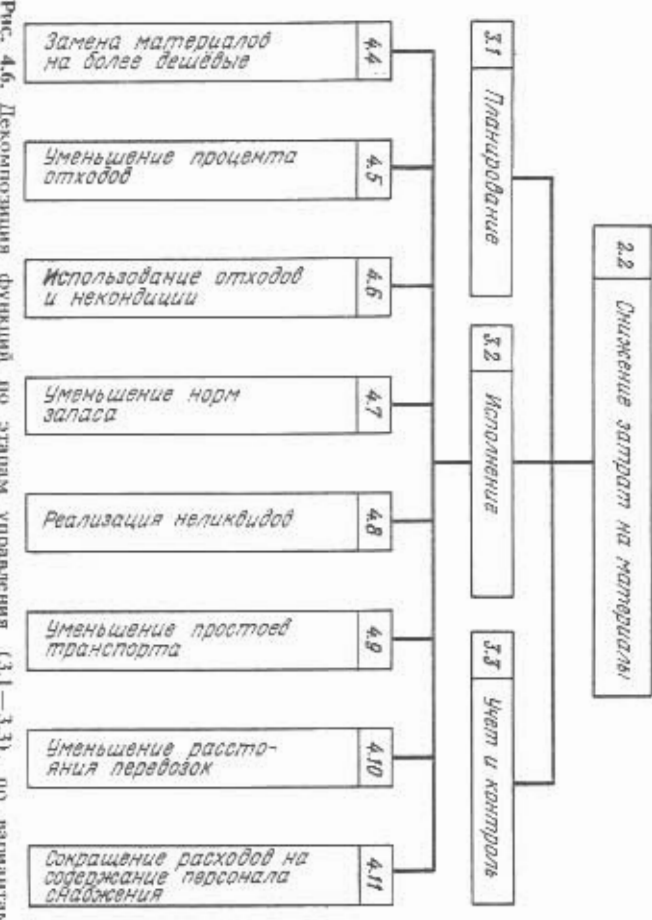 2.2
Снижение затрат на материалы
3.1
Планирование
3.2
Исполнение
3.3
Учет и контроль
4.4
Замена материалов
на более дешёвые
4.5
Уменьшение процента
отходов
4.6
Использование отходов
и некондиции
4.7
Уменьшение норм
запаса
4.8
Реализация неликвидов
4.9
Уменьшение простоев
транспорта
4.10
Уменьшение рассто-
яния перевозок
4.11
Сокращение расходов на
содержание персонала
снабжения
Рис. 4.6. Декомпозиция функций по этапам управления (3.1—3.3), по вариантам